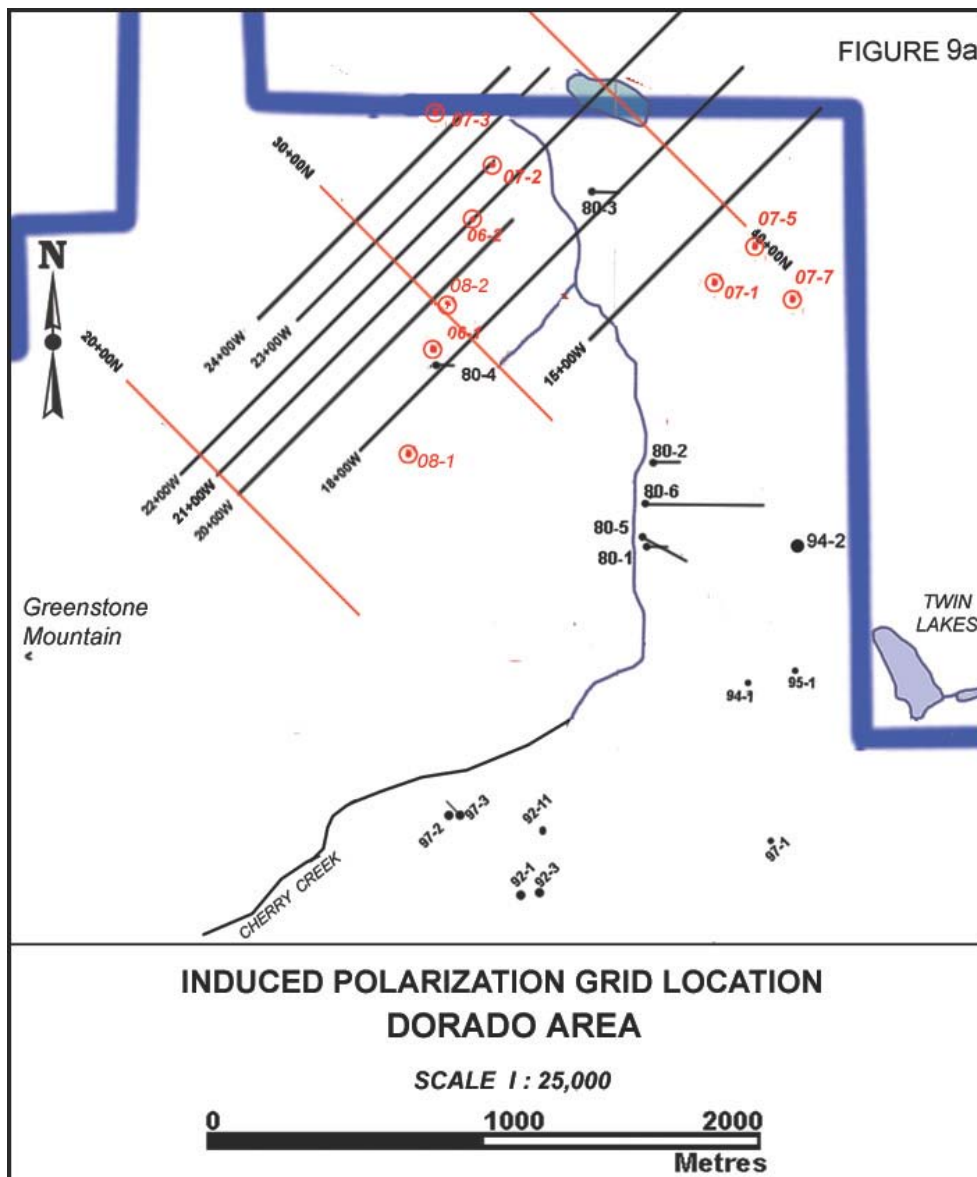 FIGURE 9a
07-3
30+00N
07-2
80-3
06-2
07-5
40+00N
N
08-2
07-1
07-7
24+00W
23+00W
06-1
20+00N
80-4
15+00W
08-1
18+00W
80-2
22+00W
21+00W
20+00W
80-6
80-5
80-1
94-2
Greenstone
Mountain
TWIN
LAKES
94-1
95-1
97-2
97-3
92-11
97-1
92-1
92-3
CHERRY CREEK
INDUCED POLARIZATION GRID LOCATION
DORADO AREA
SCALE I : 25,000
0 1000 2000
Metres